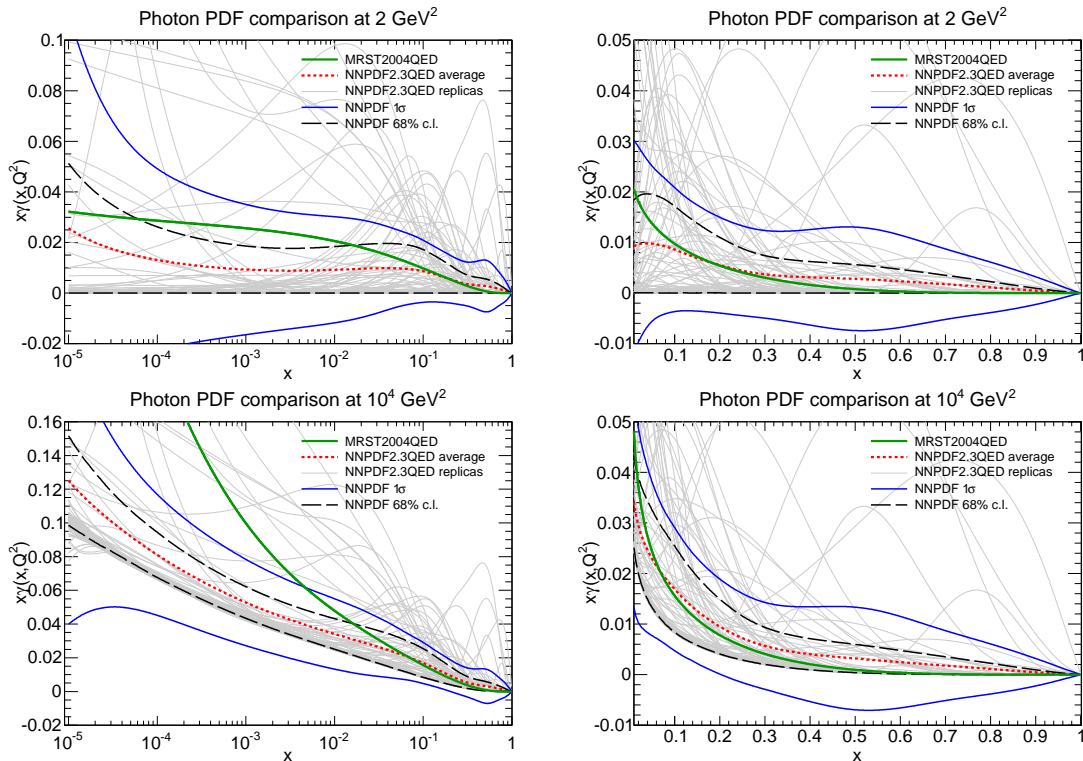 Photon PDF comparison at 2 GeV²
MRST2004QED
NNPDF2.3QED average
NNPDF2.3QED replicas
NNPDF 1σ
NNPDF 68% c.l.
xγ(x,Q²)
0.1
0.08
0.06
0.04
0.02
0
-0.02
10⁻⁵ 10⁻⁴ 10⁻³ 10⁻² 10⁻¹ 1
x
Photon PDF comparison at 2 GeV²
MRST2004QED
NNPDF2.3QED average
NNPDF2.3QED replicas
NNPDF 1σ
NNPDF 68% c.l.
xγ(x,Q²)
0.05
0.04
0.03
0.02
0.01
0
-0.01
0.1 0.2 0.3 0.4 0.5 0.6 0.7 0.8 0.9 1
x
Photon PDF comparison at 10⁴ GeV²
MRST2004QED
NNPDF2.3QED average
NNPDF2.3QED replicas
NNPDF 1σ
NNPDF 68% c.l.
xγ(x,Q²)
0.16
0.14
0.12
0.1
0.08
0.06
0.04
0.02
0
-0.02
10⁻⁵ 10⁻⁴ 10⁻³ 10⁻² 10⁻¹ 1
x
Photon PDF comparison at 10⁴ GeV²
MRST2004QED
NNPDF2.3QED average
NNPDF2.3QED replicas
NNPDF 1σ
NNPDF 68% c.l.
xγ(x,Q²)
0.05
0.04
0.03
0.02
0.01
0
-0.01
0.1 0.2 0.3 0.4 0.5 0.6 0.7 0.8 0.9 1
x